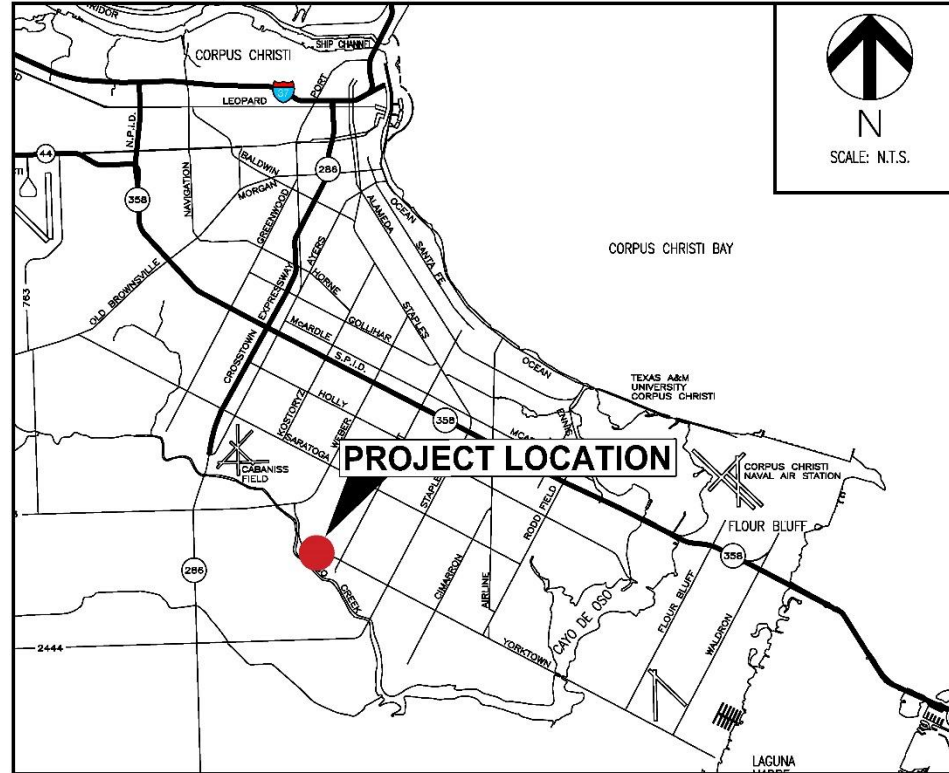 RRIDOR
SHIP CHANNEL
CORPUS CHRISTI
37
PORT
LEOPARD
N
SCALE: N.T.S.
N.P.I.D.
44
286
358
NAVIGATION
BALDWIN
MORGAN
GREENWOOD
ALAMEDA
OCEAN
SANTA FE
CORPUS CHRISTI BAY
763
OLD BROWNSVILLE
CROSSTOWN EXPRESSWAY
AYERS
HORNE
STAPLES
McARDLE
GOLLIHAR
S.P.I.D.
OCEAN
TEXAS A&M
UNIVERSITY
CORPUS CHRISTI
KOSTORYZ
HOLLY
WEBER
SARATOGA
358
ENNIS
CABANISS
FIELD
PROJECT LOCATION
STAPLE
RODD FIELD
CORPUS CHRISTI
NAVAL AIR STATION
FLOUR BLUFF
358
286
CREEK
CIMARRON
AIRLINE
CAYO DE OSO
FLOUR BLUFF
WALDRON
2444
YORKTOWN
LAGUNA